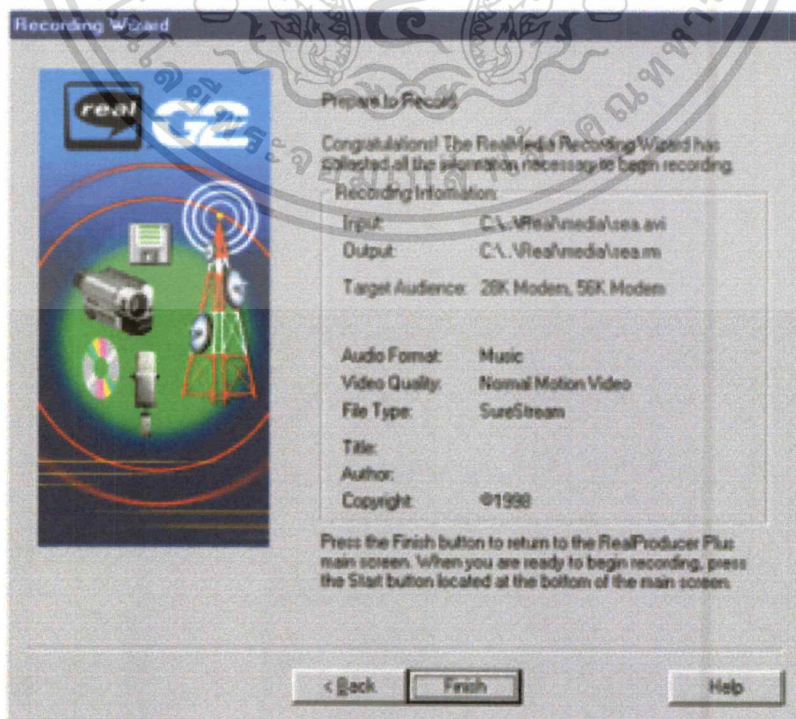 Recording Wizard
real G2
Prepare to Record
Congratulations! The RealMedia Recording Wizard has
collected all the information necessary to begin recording.
Recording Information:
Input: C:\..\Real\media\sea.avi
Output: C:\..\Real\media\sea.rm
Target Audience: 28K Modem, 56K Modem
Audio Format: Music
Video Quality: Normal Motion Video
File Type: SureStream
Title:
Author:
Copyright: ©1998
Press the Finish button to return to the RealProducer Plus
main screen. When you are ready to begin recording, press
the Start button located at the bottom of the main screen.
< Back Finish Help